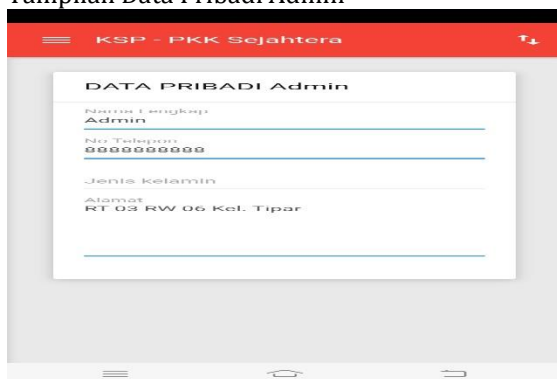 Tampilan Data Pribadi Admin
KSP - PKK Sejahtera
DATA PRIBADI Admin
Nama Lengkap
Admin
No Telepon
8888888888
Jenis kelamin
Alamat
RT 03 RW 06 Kel. Tipar